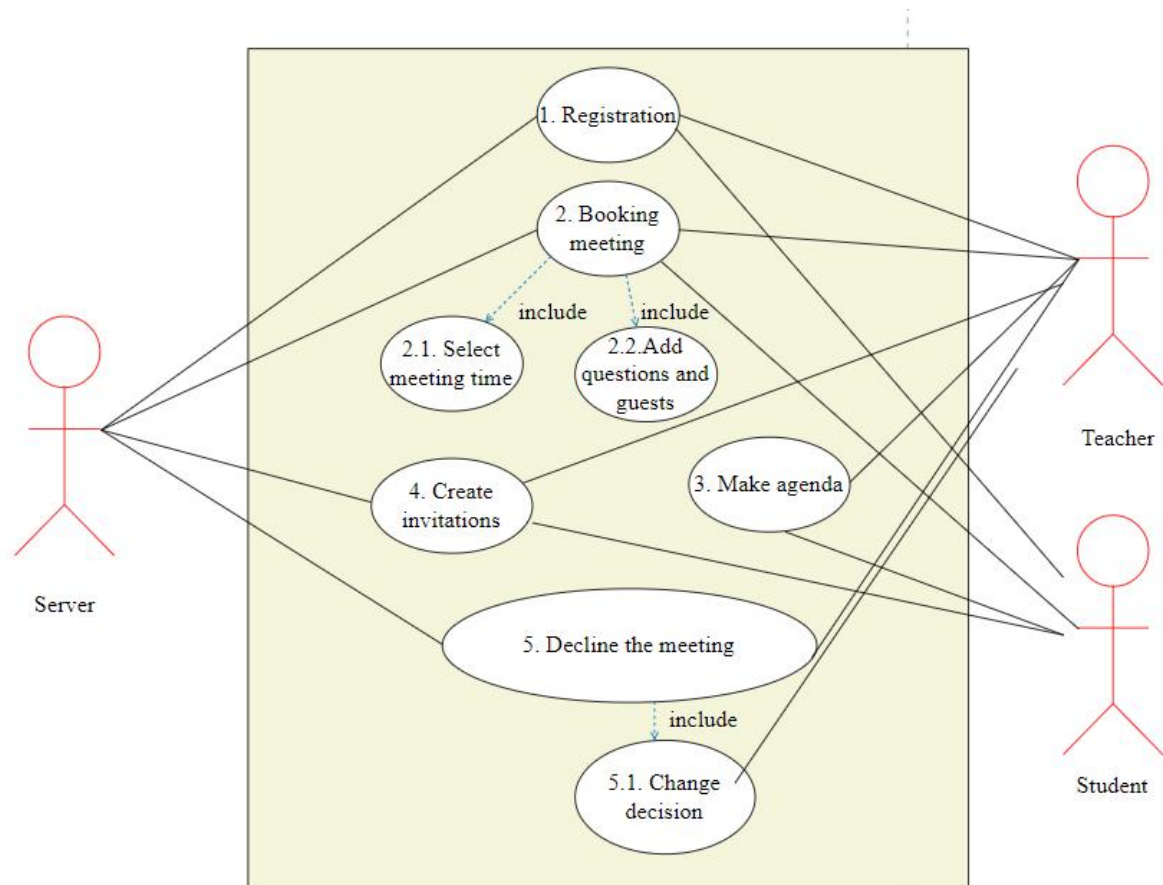 1. Registration
2. Booking
meeting
include
include
2.1. Select
meeting time
2.2.Add
questions and
guests
Teacher
3. Make agenda
4. Create
invitations
Server
5. Decline the meeting
include
5.1. Change
decision
Student